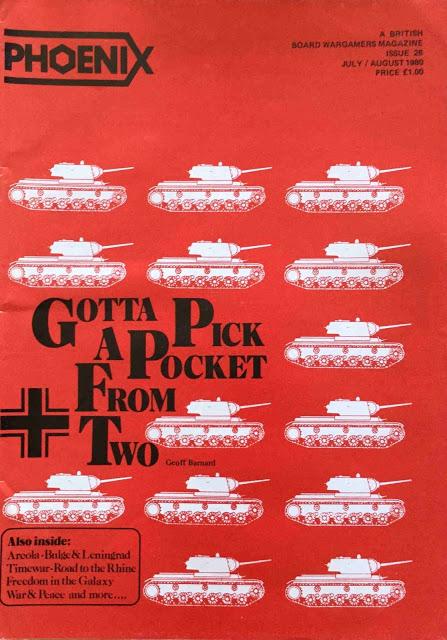 PHOENIX
A BRITISH
BOARD WARGAMERS MAGAZINE
ISSUE 26
JULY / AUGUST 1980
PRICE £1.00
GOTTA PICK
A POCKET
FROM
TWO
Geoff Barnard
Also inside:
Areola-Bulge & Leningrad
Timewar-Road to the Rhine
Freedom in the Galaxy
War & Peace and more....